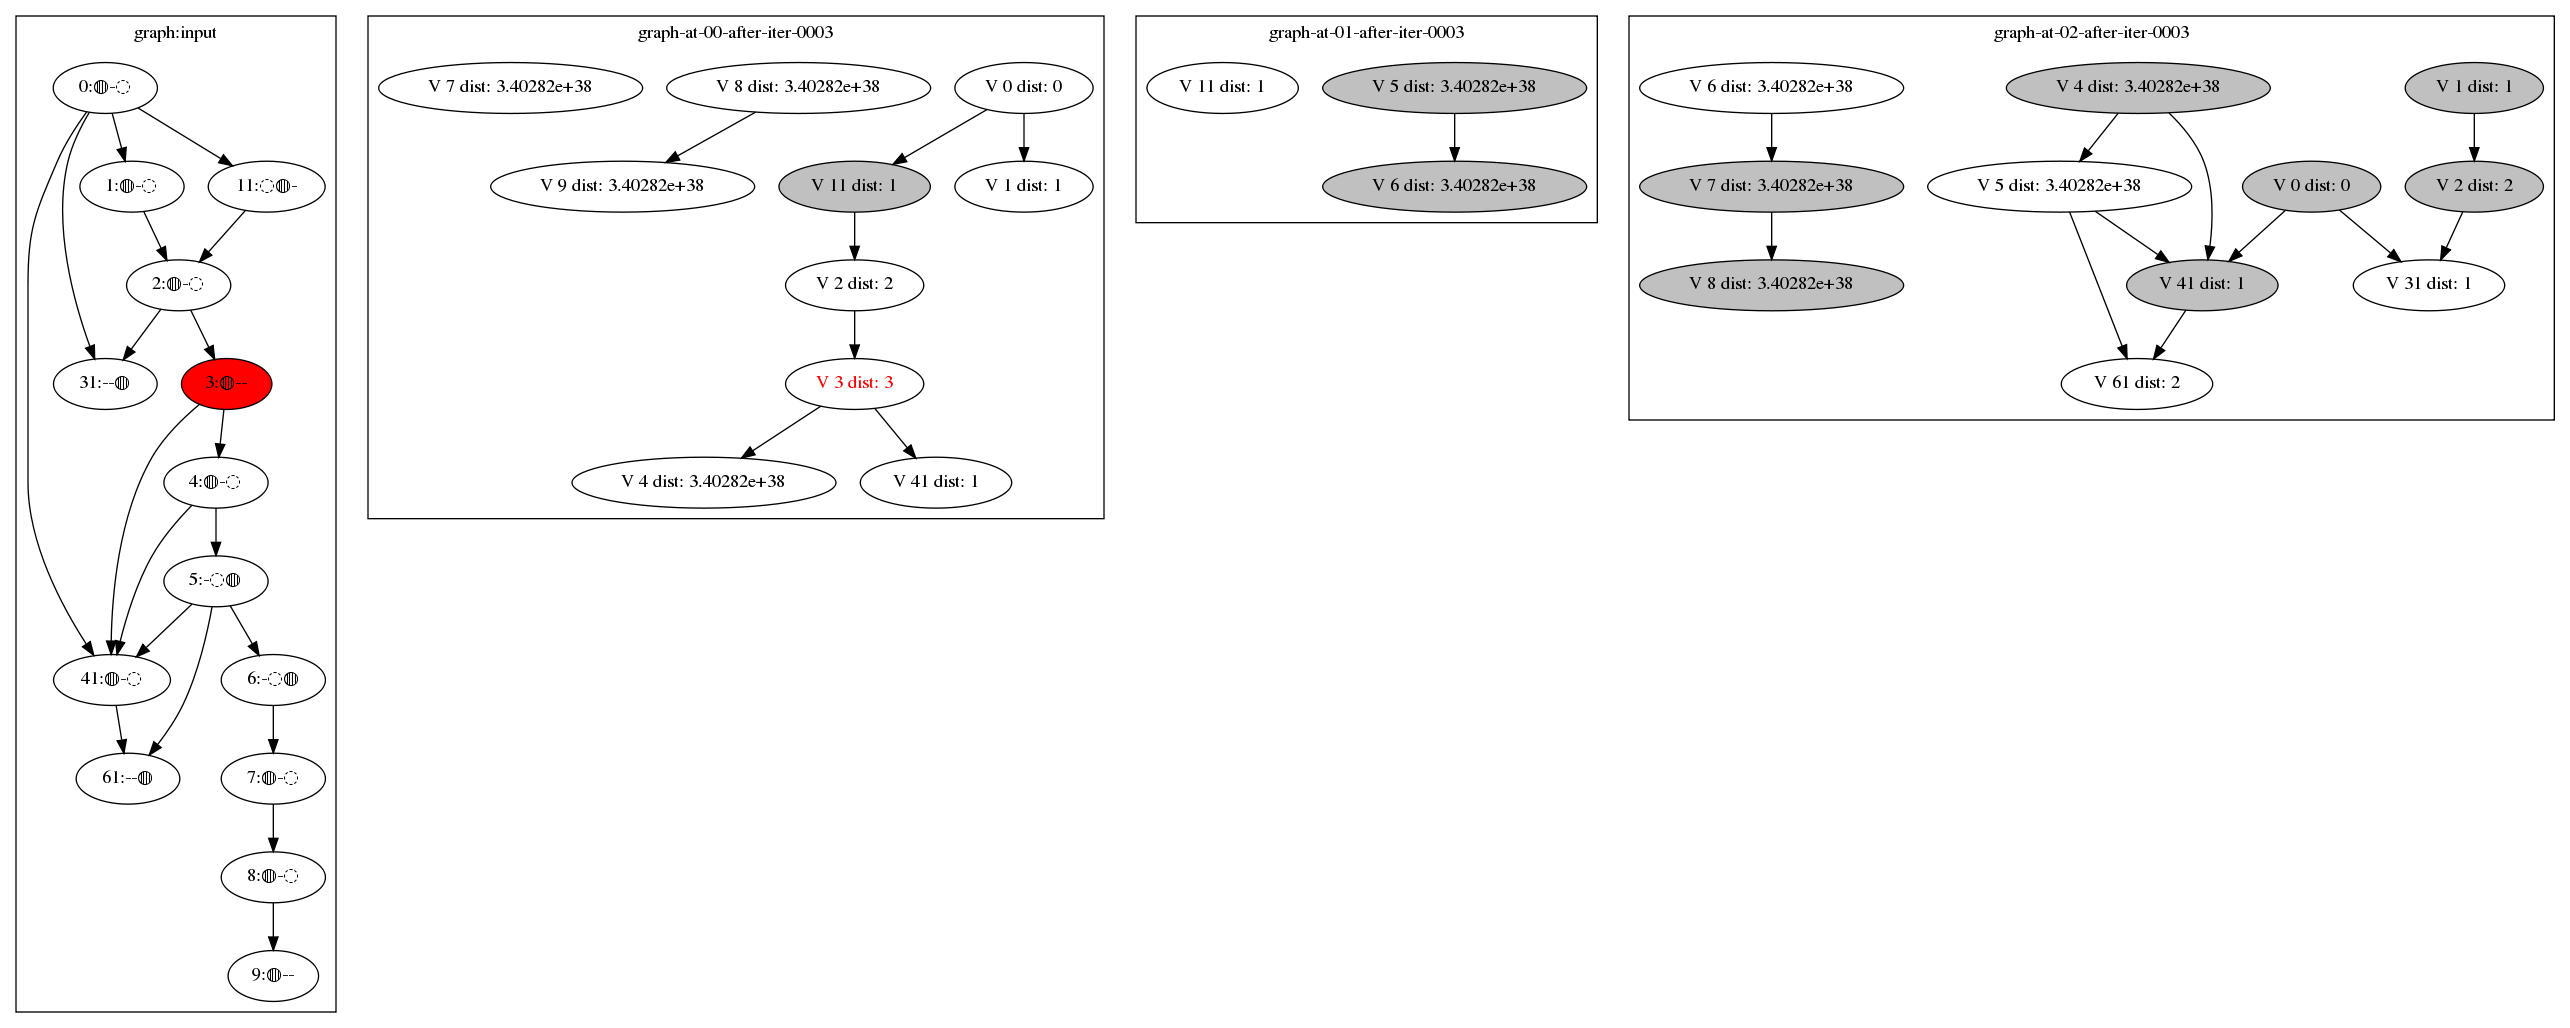 graph:input
0:◍-◌
1:◍-◌
11:◌◍-
2:◍-◌
31:--◍
3:◍--
4:◍-◌
5:-◌◍
41:◍-◌
6:-◌◍
61:--◍
7:◍-◌
8:◍-◌
9:◍--
graph-at-00-after-iter-0003
V 7 dist: 3.40282e+38
V 8 dist: 3.40282e+38
V 0 dist: 0
V 9 dist: 3.40282e+38
V 11 dist: 1
V 1 dist: 1
V 2 dist: 2
V 3 dist: 3
V 4 dist: 3.40282e+38
V 41 dist: 1
graph-at-01-after-iter-0003
V 11 dist: 1
V 5 dist: 3.40282e+38
V 6 dist: 3.40282e+38
graph-at-02-after-iter-0003
V 6 dist: 3.40282e+38
V 4 dist: 3.40282e+38
V 1 dist: 1
V 7 dist: 3.40282e+38
V 5 dist: 3.40282e+38
V 0 dist: 0
V 2 dist: 2
V 8 dist: 3.40282e+38
V 41 dist: 1
V 31 dist: 1
V 61 dist: 2